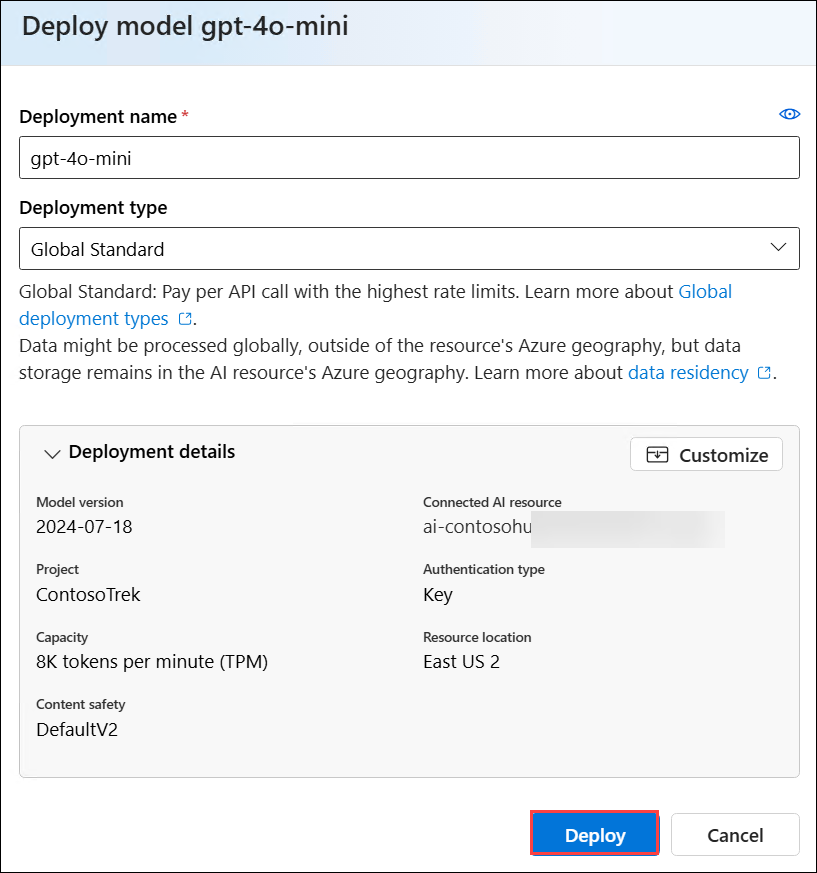 Deploy model gpt-4o-mini
Deployment name *
gpt-4o-mini
Deployment type
Global Standard
Global Standard: Pay per API call with the highest rate limits. Learn more about Global
deployment types.
Data might be processed globally, outside of the resource's Azure geography, but data
storage remains in the AI resource's Azure geography. Learn more about data residency.
Deployment details
Customize
Model version
Connected AI resource
2024-07-18
ai-contosohu
Project
Authentication type
ContosoTrek
Key
Capacity
Resource location
8K tokens per minute (TPM)
East US 2
Content safety
DefaultV2
Deploy
Cancel